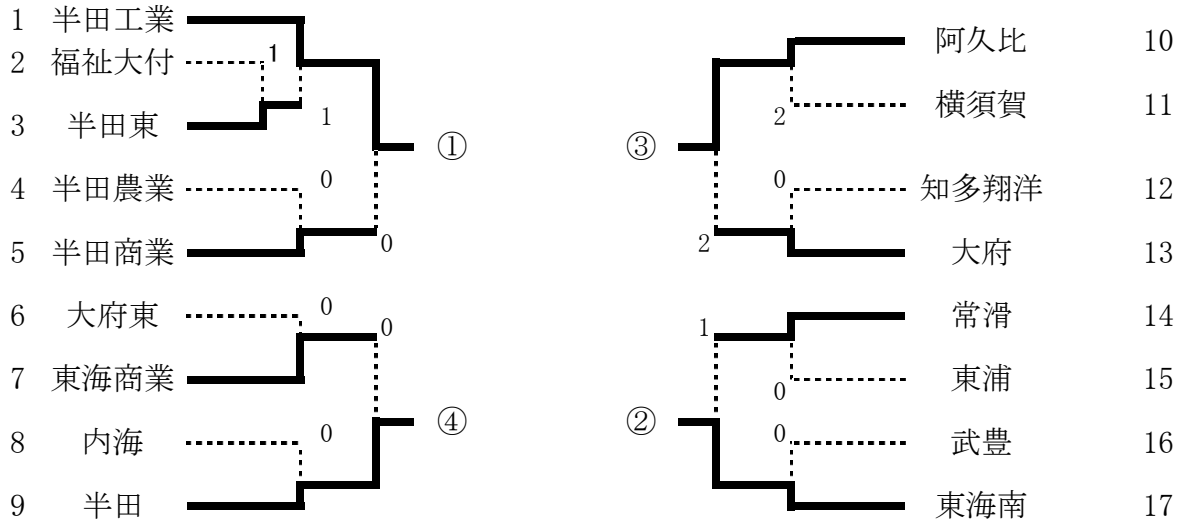 1 半田工業
2 福祉大付
1
3 半田東
1
①
4 半田農業
0
5 半田商業
0
6 大府東
0
0
7 東海商業
8 内海
0
④
9 半田
阿久比 10
横須賀 11
2
③
0
知多翔洋 12
2
大府 13
常滑 14
1
東浦 15
0
②
0
武豊 16
東海南 17